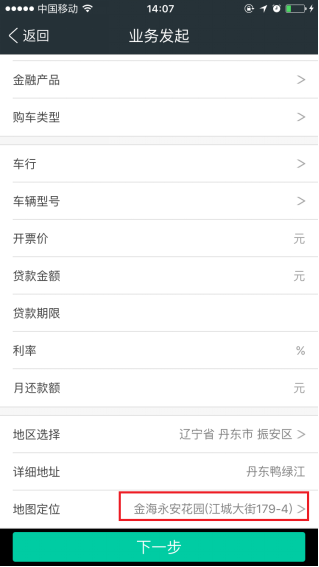 中国移动 14:07
返回 业务发起
金融产品
购车类型
车行
车辆型号
开票价 元
贷款金额 元
贷款期限
利率 %
月还款额 元
地区选择 辽宁省 丹东市 振安区
详细地址 丹东鸭绿江
地图定位 金海永安花园(江城大街179-4)
下一步